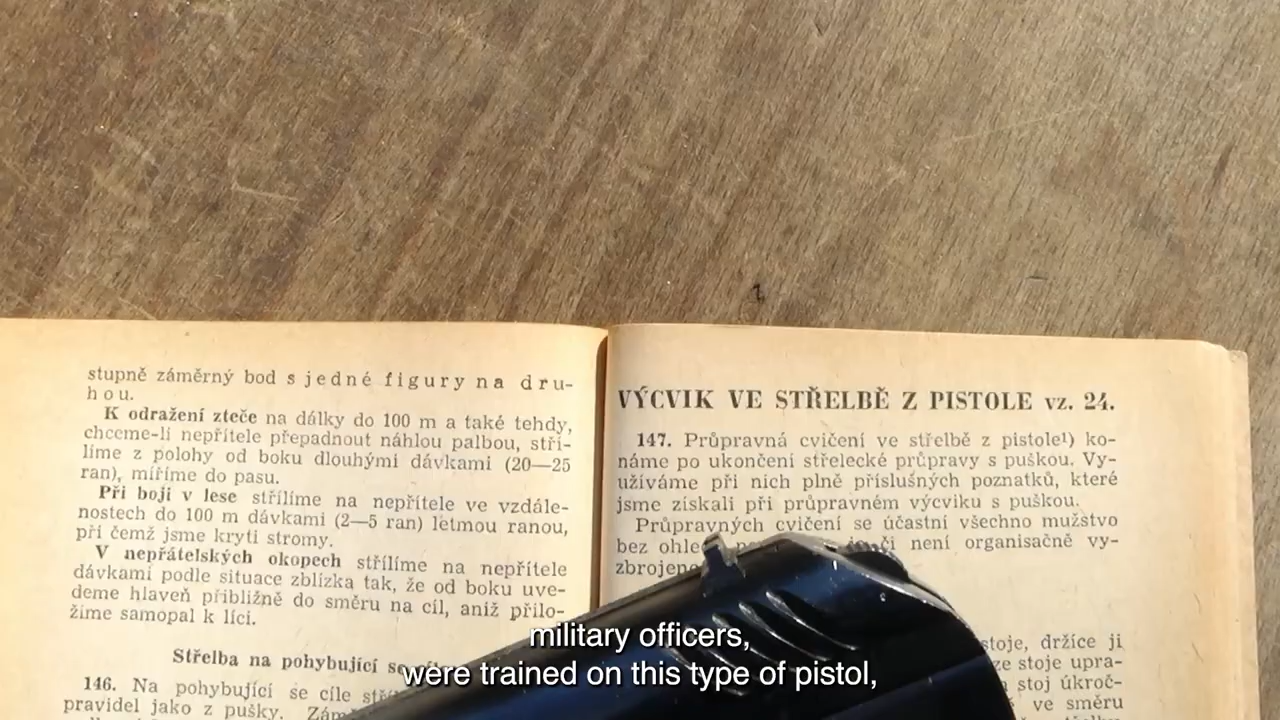 stupně záměrný bod s jedné figury na dru-
hou.
K odražení zteče na dálky do 100 m a také tehdy,
chceme-li nepřítele přepadnout náhlou palbou, stří-
líme z polohy od boku dlouhými dávkami (20—25
ran), míříme do pasu.
Při boji v lese střílíme na nepřítele ve vzdále-
nostech do 100 m dávkami (2—5 ran) letmou ranou,
při čemž jsme kryti stromy.
V nepřátelských okopech střílíme na nepřítele
dávkami podle situace zblízka tak, že od boku uve-
deme hlaveň přibližně do směru na cíl, aniž přilo-
žíme samopal k líci.
Střelba na pohybující
146. Na pohybující se cíle
pravidel jako z pušky.
VÝCVIK VE STŘELBĚ Z PISTOLE vz. 24.
147. Průpravná cvičení ve střelbě z pistole¹) ko-
náme po ukončení střelecké průpravy s puškou. Vy-
užíváme při nich plně příslušných poznatků, které
jsme získali při průpravném výcviku s puškou.
Průpravných cvičení se účastní všechno mužstvo
bez není organisačně vy-
zbrojeno
stoje, držíce ji
ze stoje upra-
stoj úkroč-
ve směru
military officers,
were trained on this type of pistol,